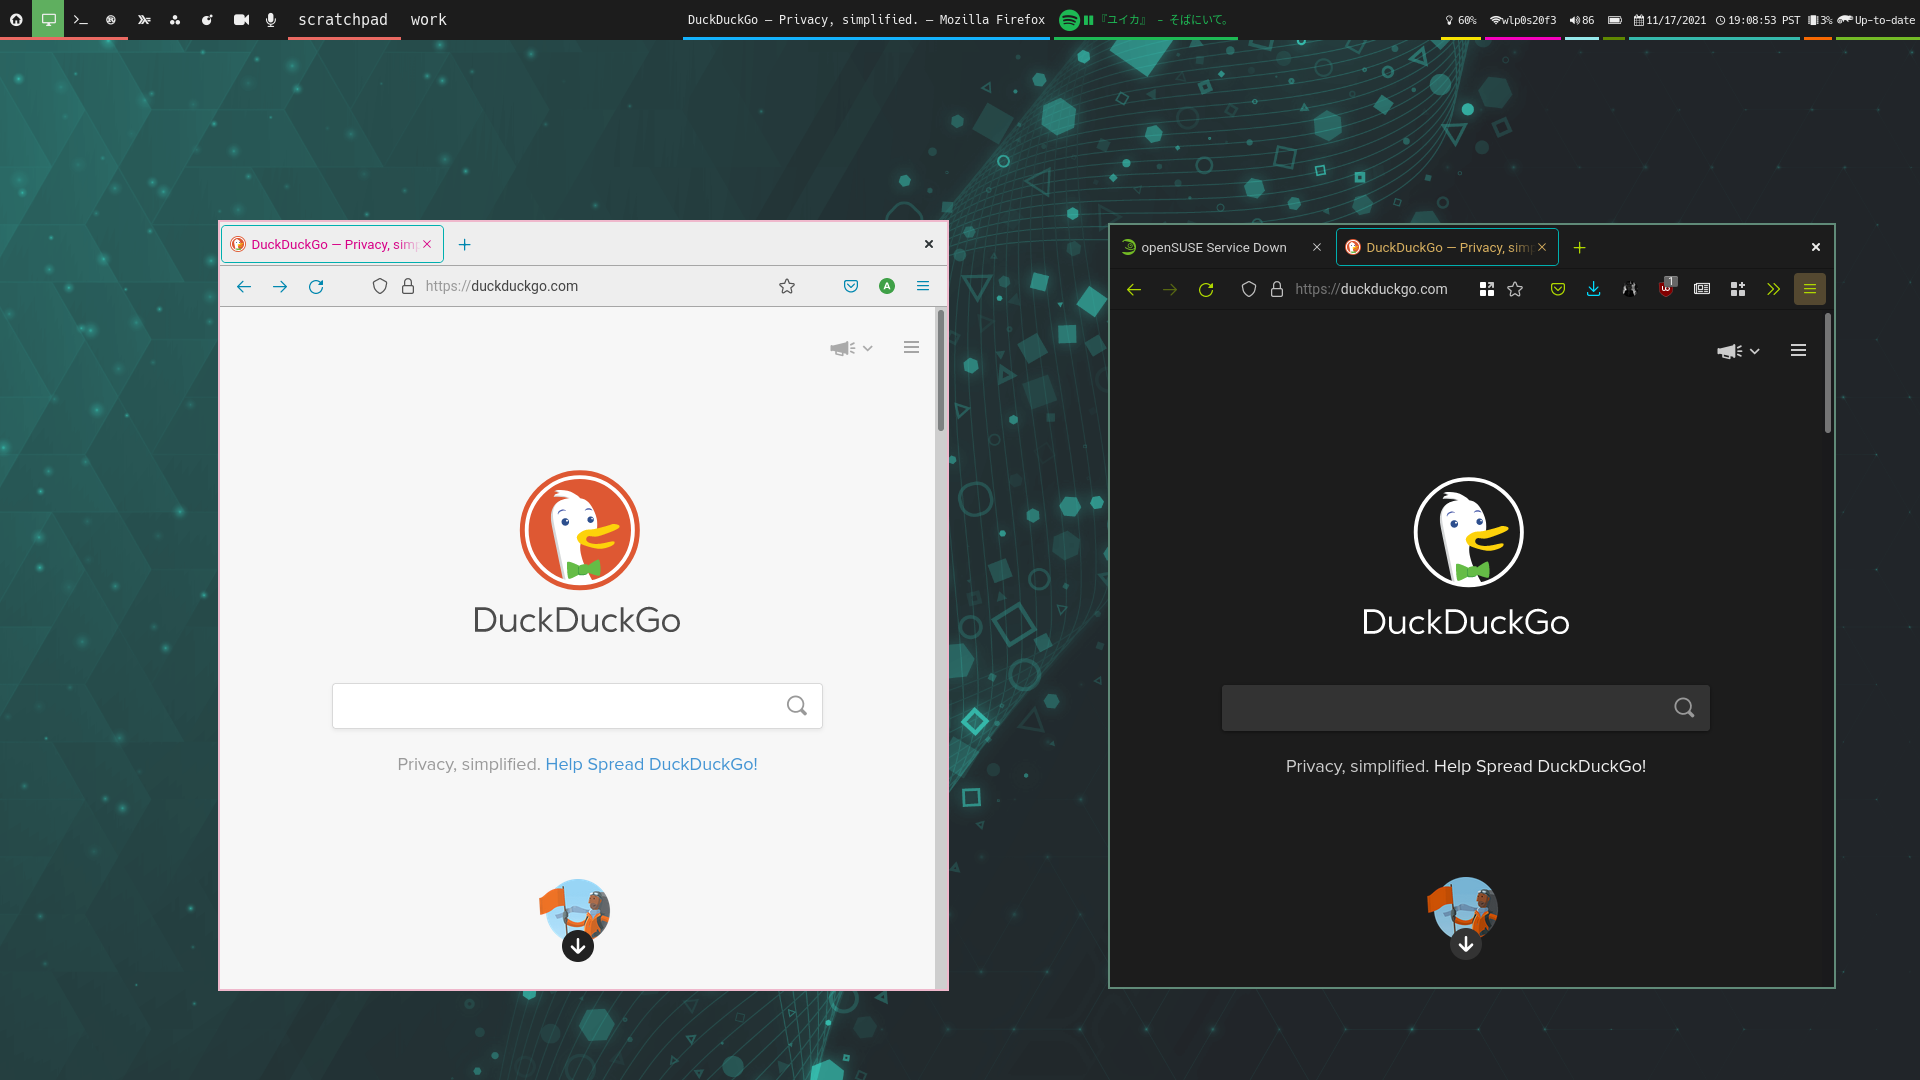 scratchpad work
DuckDuckGo — Privacy, simplified. — Mozilla Firefox
『ユイカ』 - そばにいて。
60% wlp0s20f3 86 11/17/2021 19:08:53 PST 3% Up-to-date
DuckDuckGo — Privacy, sim
https://duckduckgo.com
DuckDuckGo
Privacy, simplified. Help Spread DuckDuckGo!
openSUSE Service Down
DuckDuckGo — Privacy, sim
https://duckduckgo.com
1
DuckDuckGo
Privacy, simplified. Help Spread DuckDuckGo!